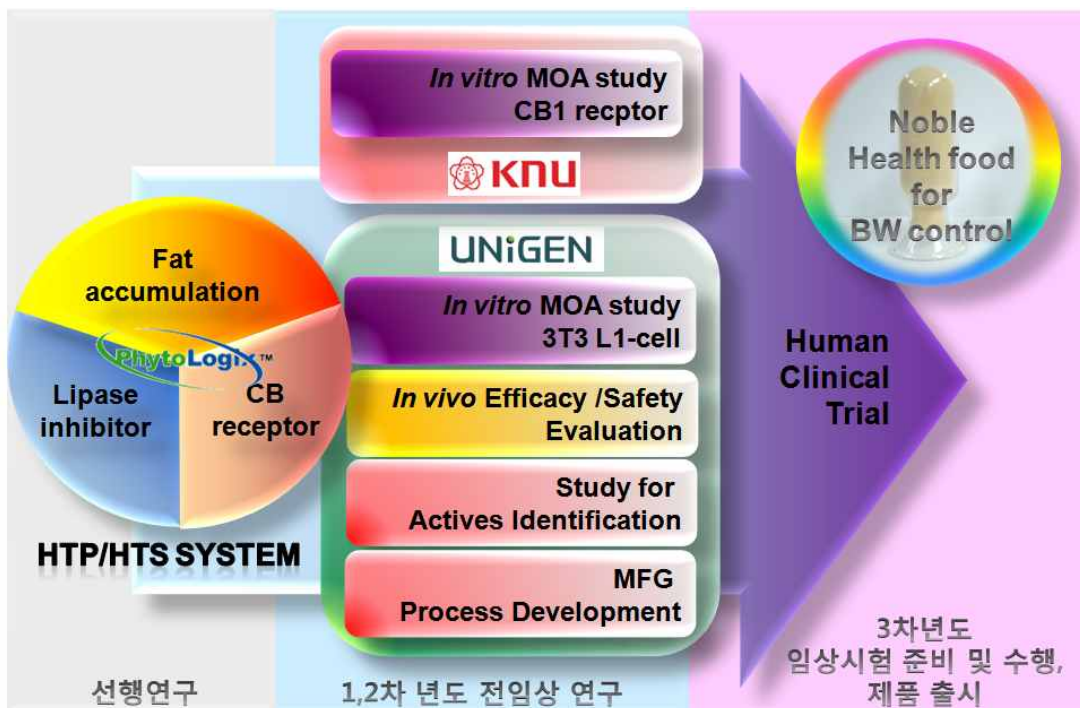 In vitro MOA study
CB1 recptor
KNU
Noble
Health food
for
BW control
UNiGEN
Fat
accumulation
PhytoLogix™
Lipase
inhibitor
CB
receptor
HTP/HTS SYSTEM
In vitro MOA study
3T3 L1-cell
In vivo Efficacy /Safety
Evaluation
Study for
Actives Identification
MFG
Process Development
Human
Clinical
Trial
선행연구
1,2차 년도 전임상 연구
3차년도
임상시험 준비 및 수행,
제품 출시